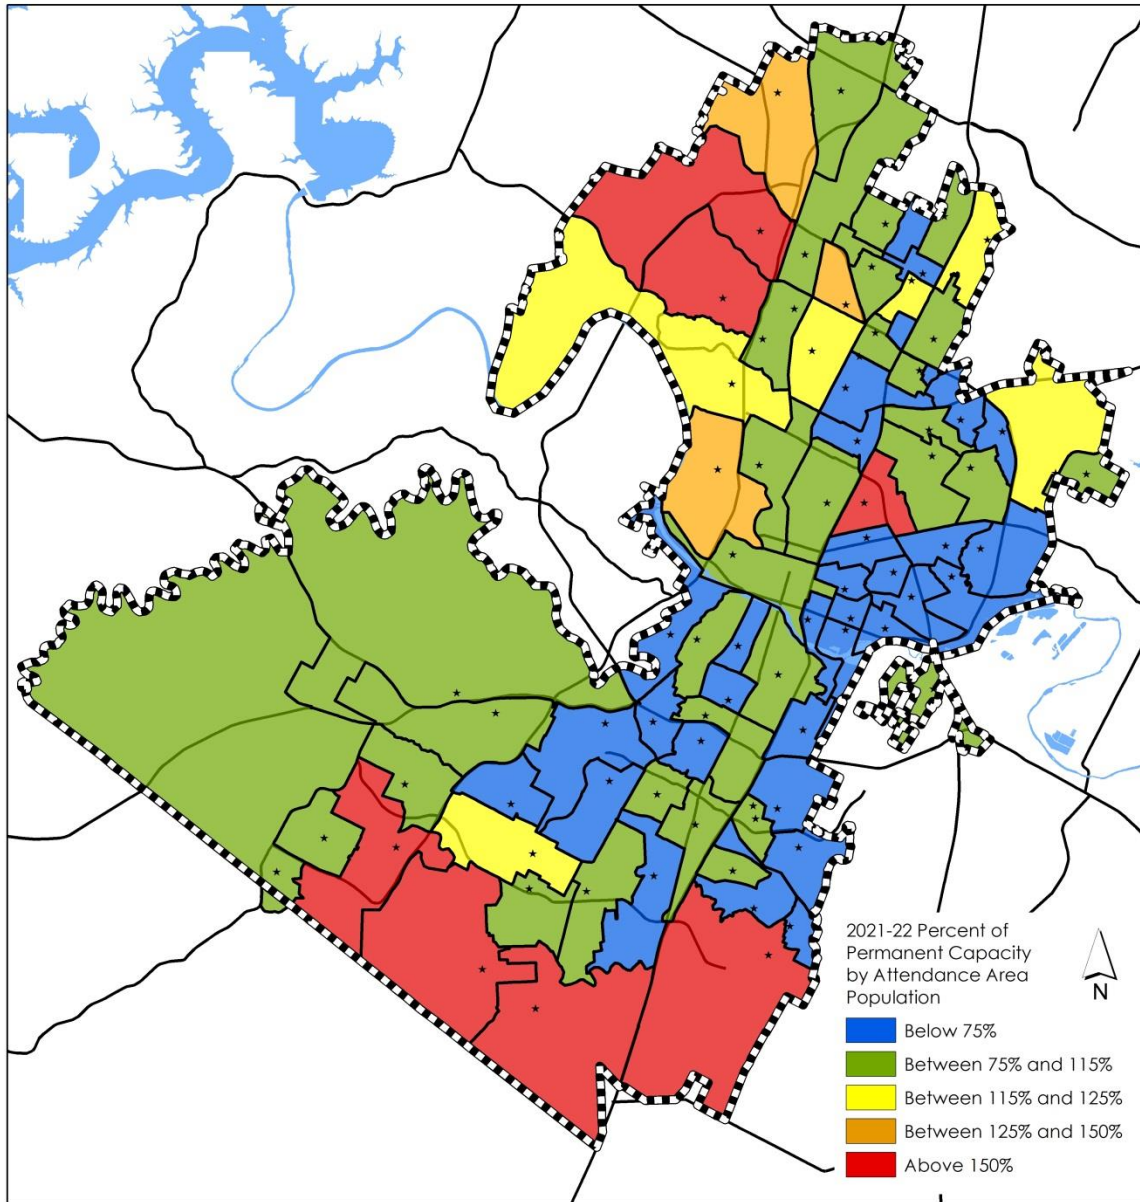 2021-22 Percent of
Permanent Capacity
by Attendance Area
Population
N
Below 75%
Between 75% and 115%
Between 115% and 125%
Between 125% and 150%
Above 150%